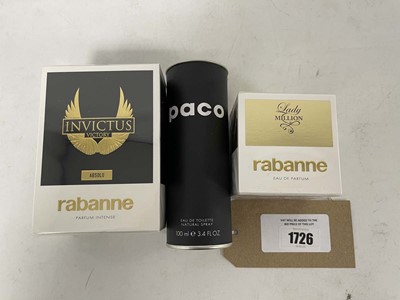 INVICTUS
VICTORY
ABSOLU
rabanne
PARFUM INTENSE
paco
EAU DE TOILETTE
NATURAL SPRAY
100 ml e 3.4 FL.OZ
Lady
MILLION
rabanne
EAU DE PARFUM
1726